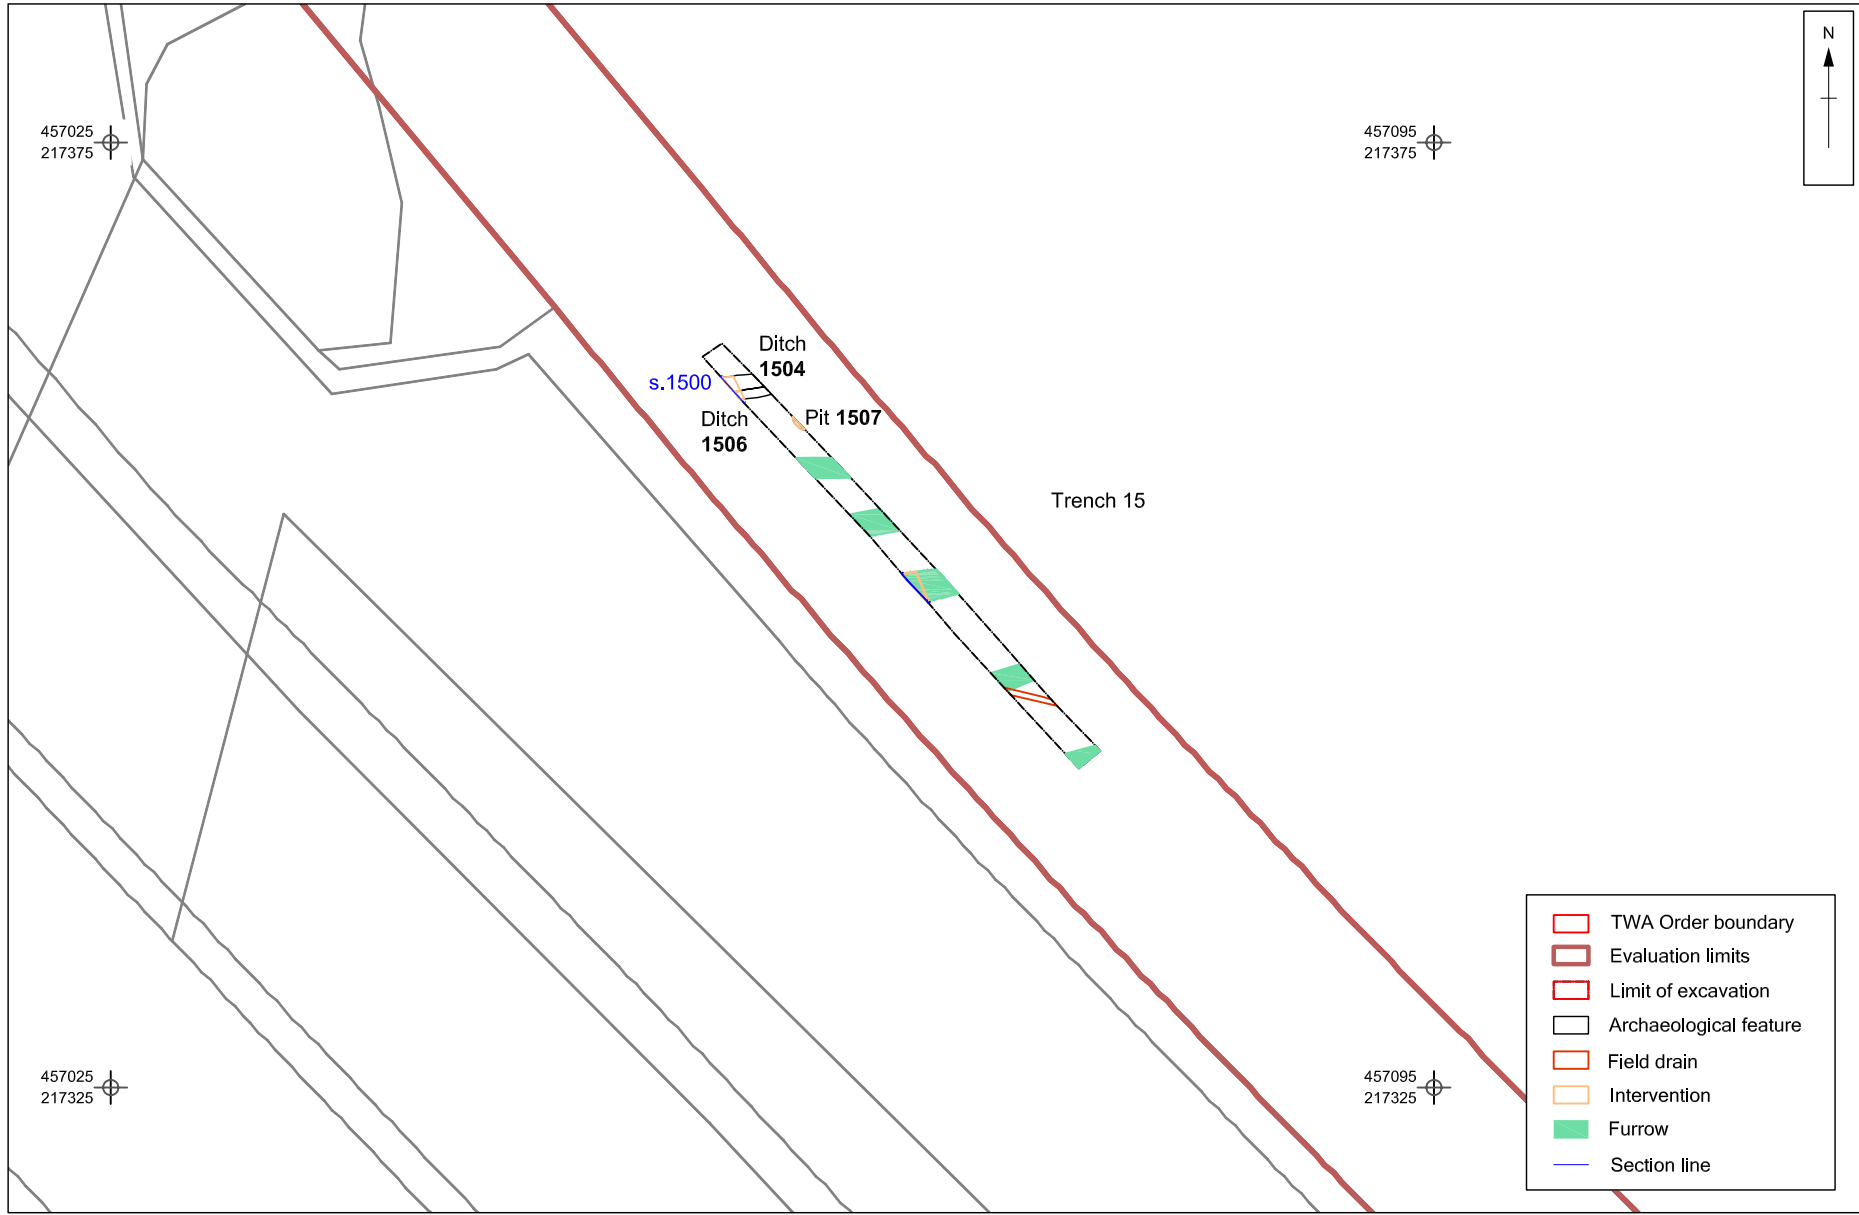 N
457025
217375
457095
217375
Ditch
1504
s.1500
Pit 1507
Ditch
1506
Trench 15
457025
217325
457095
217325
TWA Order boundary
Evaluation limits
Limit of excavation
Archaeological feature
Field drain
Intervention
Furrow
Section line